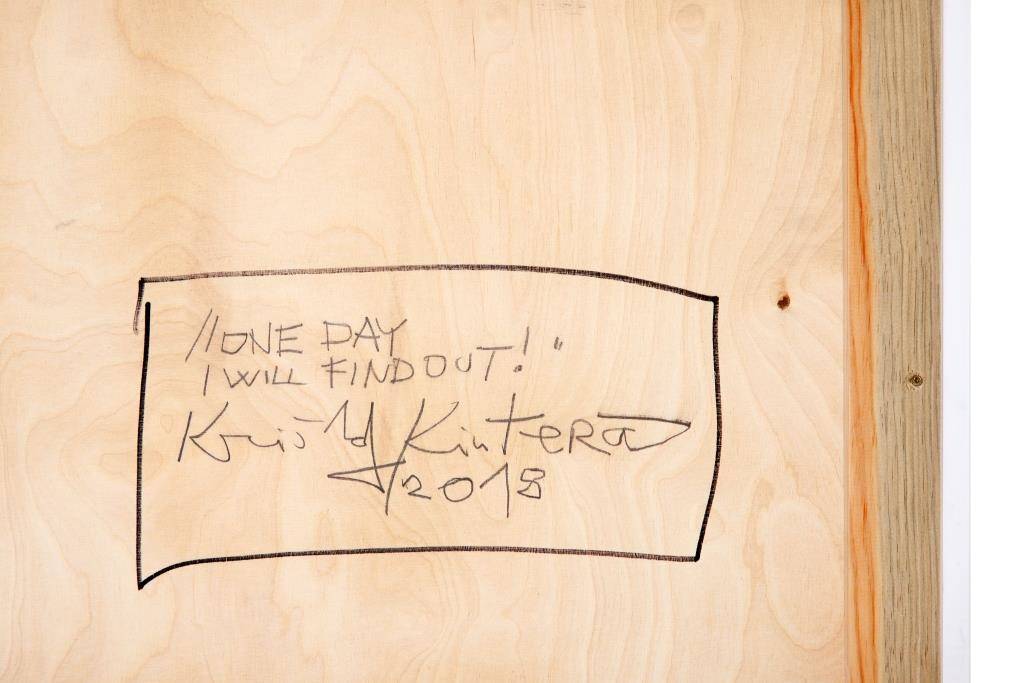 "ONE DAY
I WILL FIND OUT!"
Krištof Kintera
2018